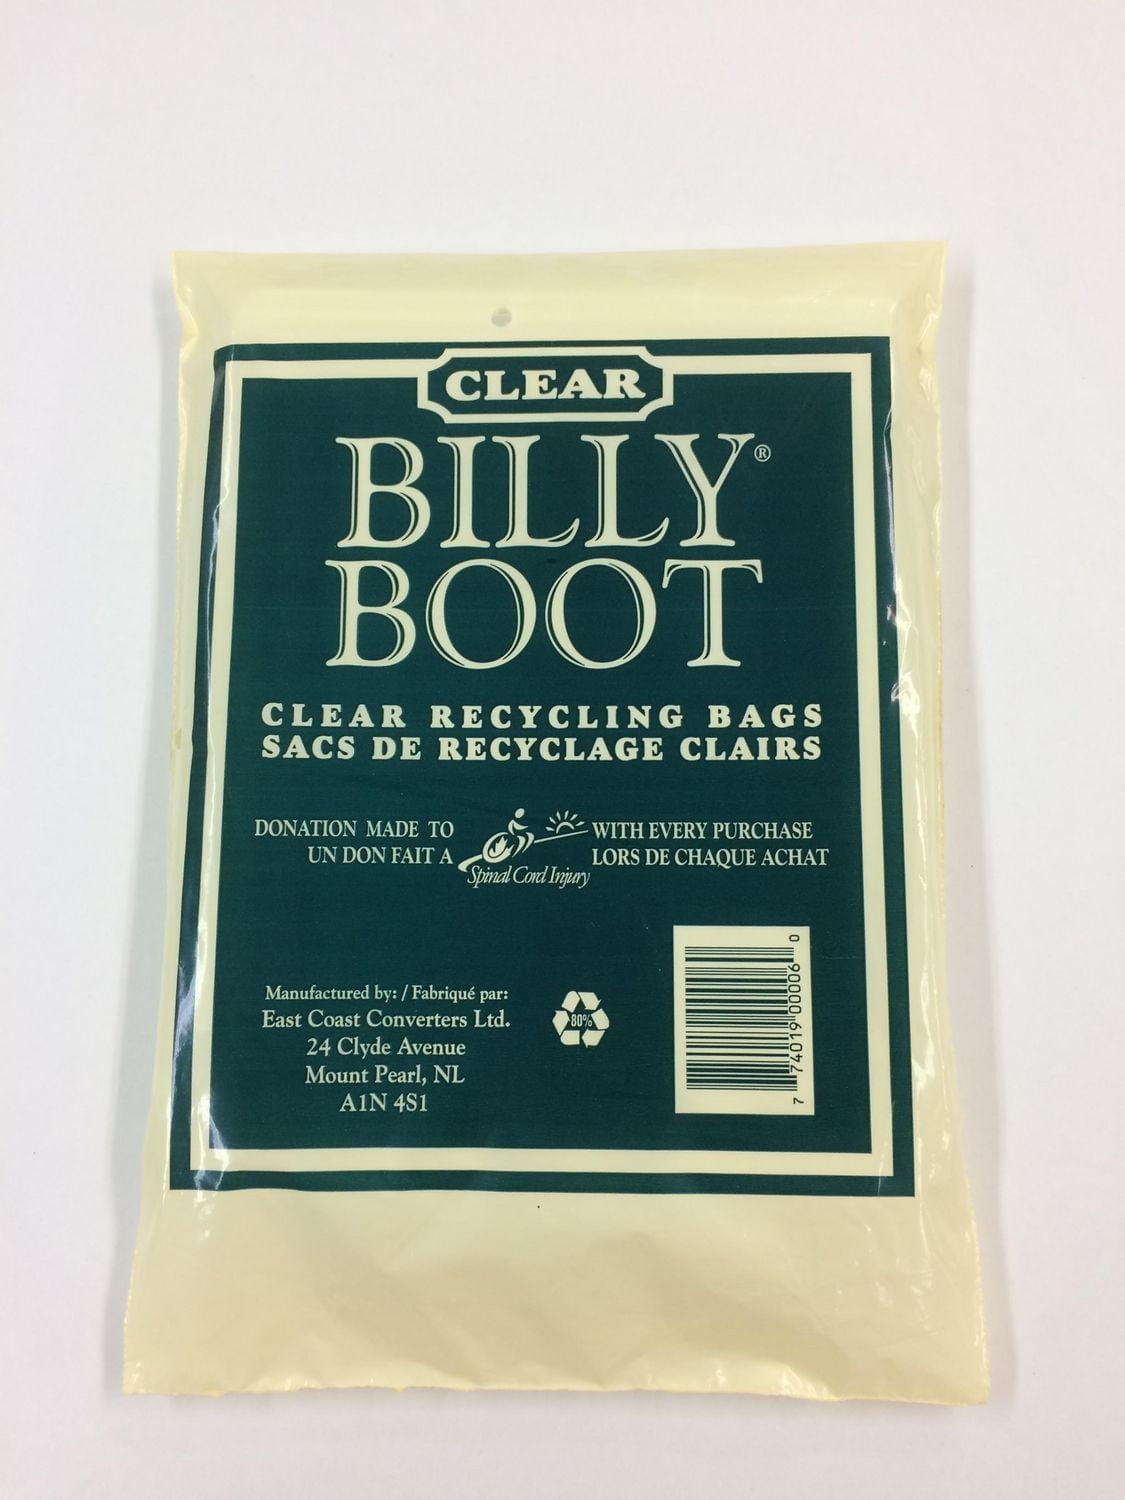 CLEAR
BILLY®
BOOT
CLEAR RECYCLING BAGS
SACS DE RECYCLAGE CLAIRS
DONATION MADE TO
UN DON FAIT A
Spinal Cord Injury
WITH EVERY PURCHASE
LORS DE CHAQUE ACHAT
Manufactured by: / Fabriqué par:
East Coast Converters Ltd.
24 Clyde Avenue
Mount Pearl, NL
A1N 4S1
80%
7 74019 00006 0